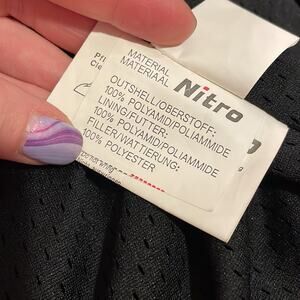 MATERIAL
MATERIAAL
Nitro
OUTSHELL/OBERSTOFF:
100% POLYAMID/POLIAMMIDE
LINING/FUTTER:
100% POLYAMID/POLIAMMIDE
FILLER/WATTIERUNG:
100% POLYESTER